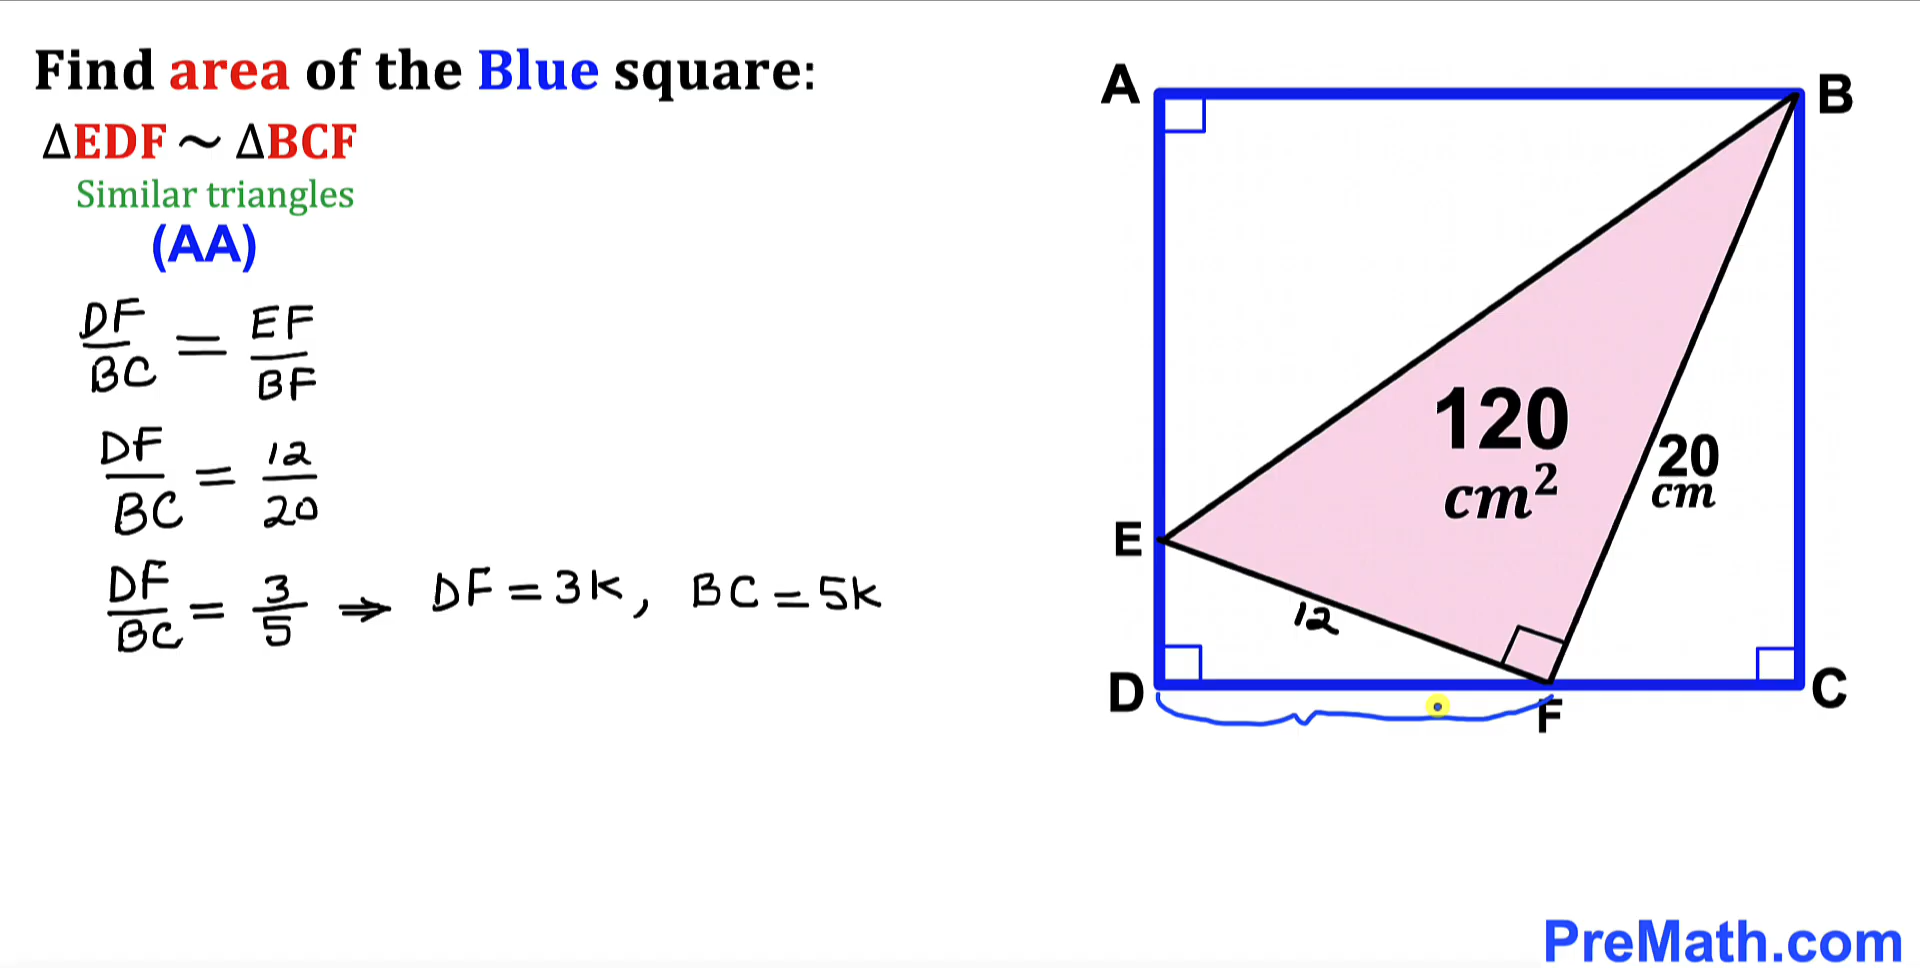 Find area of the Blue square:
ΔEDF ~ ΔBCF
Similar triangles
(AA)
DF/BC = EF/BF
DF/BC = 12/20
DF/BC = 3/5 ⇒ DF = 3k, BC = 5k
A
B
120
cm²
20
cm
E
12
D
C
F
PreMath.com